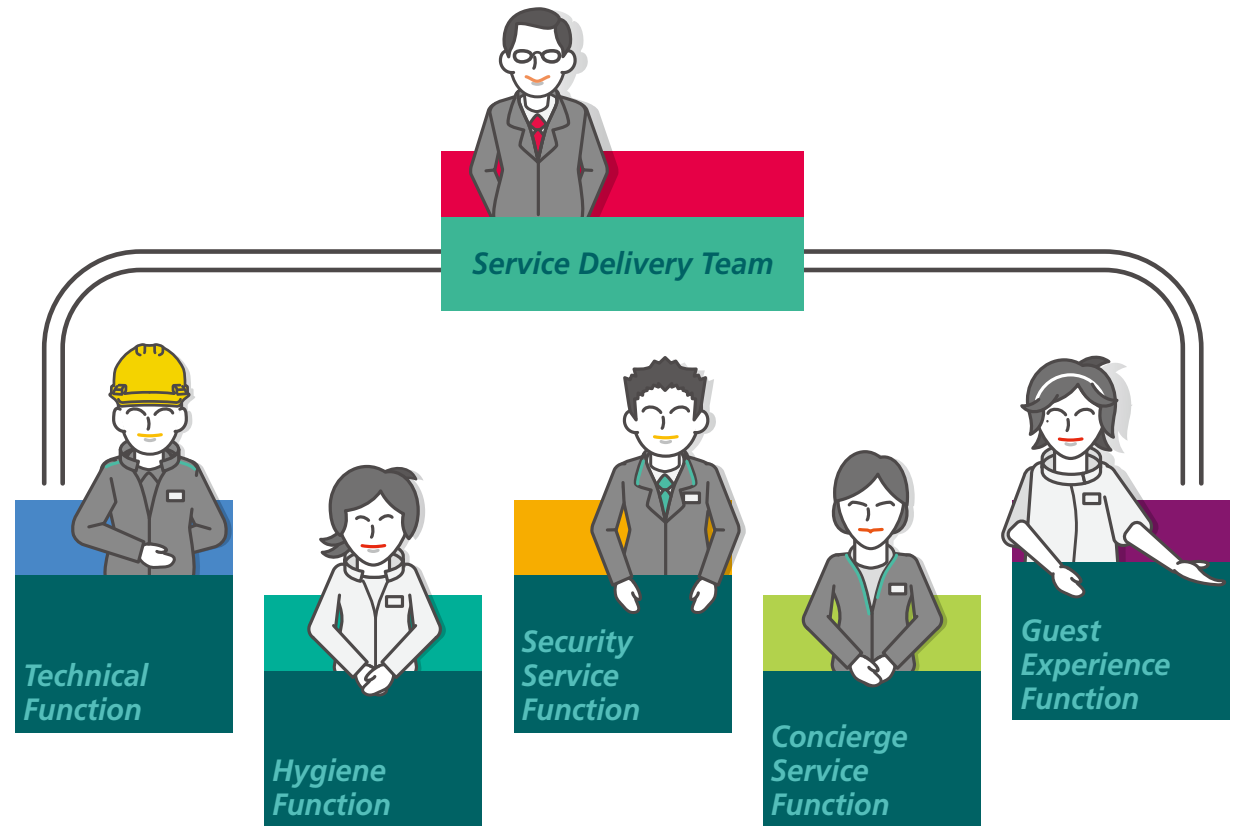 Service Delivery Team
Technical
Function
Hygiene
Function
Security
Service
Function
Concierge
Service
Function
Guest
Experience
Function